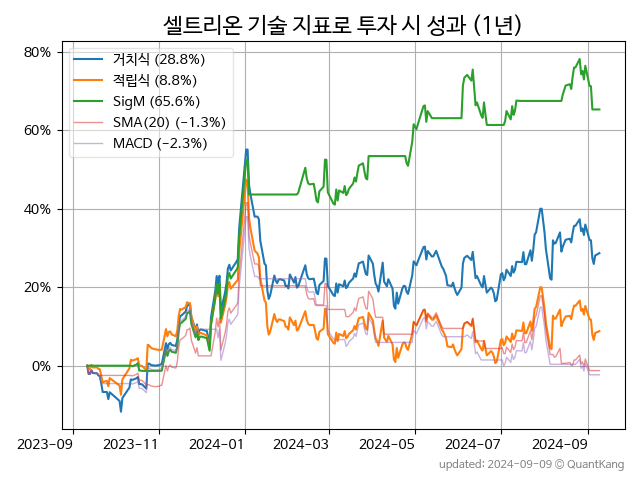 셀트리온 기술 지표로 투자 시 성과 (1년)
80%
60%
40%
20%
0%
거치식 (28.8%)
적립식 (8.8%)
SigM (65.6%)
SMA(20) (-1.3%)
MACD (-2.3%)
2023-09
2023-11
2024-01
2024-03
2024-05
2024-07
2024-09
updated: 2024-09-09 © QuantKang